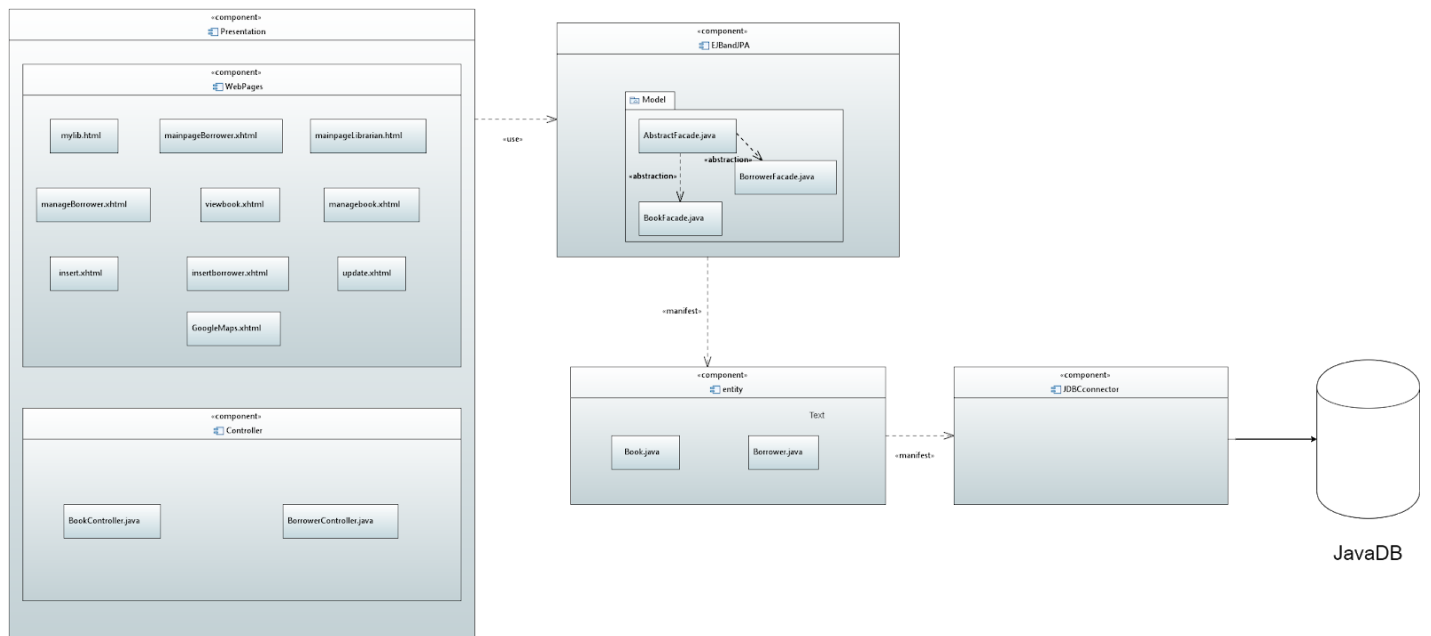 «component»
Presentation
«component»
WebPages
mylib.html
mainpageBorrower.xhtml
mainpageLibrarian.html
manageBorrower.xhtml
viewbook.xhtml
managebook.xhtml
insert.xhtml
insertborrower.xhtml
update.xhtml
GoogleMaps.xhtml
«component»
Controller
BookController.java
BorrowerController.java
«use»
«component»
EJBandJPA
Model
AbstractFacade.java
«abstraction»
BorrowerFacade.java
«abstraction»
BookFacade.java
«manifest»
«component»
entity
Text
Book.java
Borrower.java
«manifest»
«component»
JDBCconnector
JavaDB